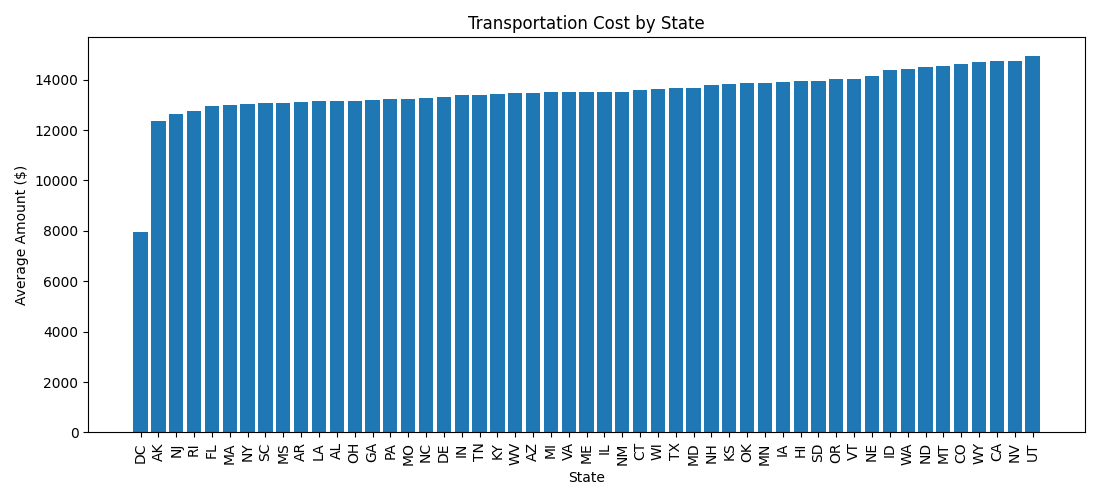 Transportation Cost by State
Average Amount ($)
14000
12000
10000
8000
6000
4000
2000
0
DC AK NJ RI FL MA NY SC MS AR LA AL OH GA PA MO NC DE IN TN KY WV AZ MI VA ME IL NM CT WI TX MD NH KS OK MN IA HI SD OR VT NE ID WA ND MT CO WY CA NV UT
State